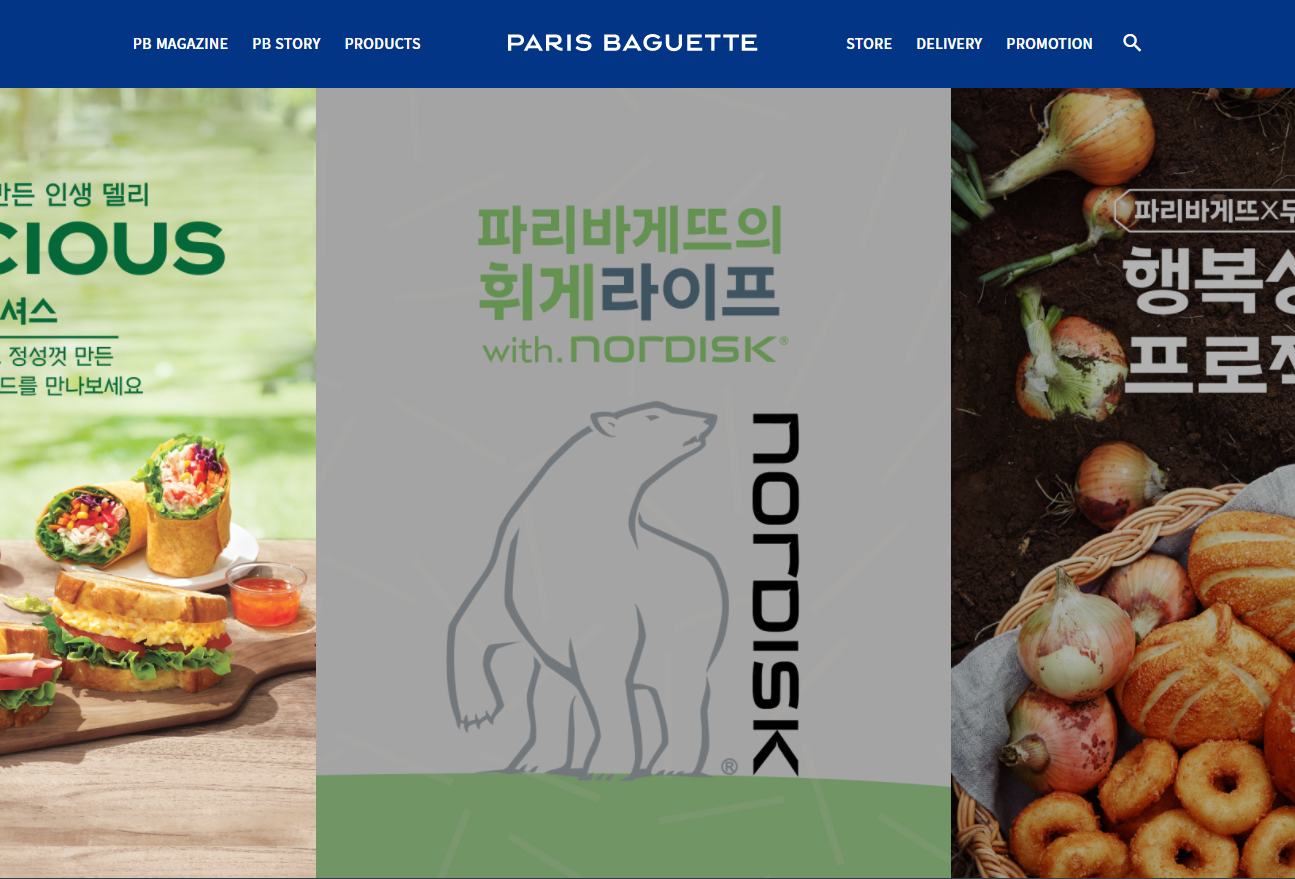 PB MAGAZINE PB STORY PRODUCTS PARIS BAGUETTE STORE DELIVERY PROMOTION
만든 인생 델리
CIOUS
셔스
정성껏 만든
드를 만나보세요
파리바게뜨의
휘게라이프
with. NORDISK®
NORDISK
®
파리바게뜨X두
행복상
프로젝